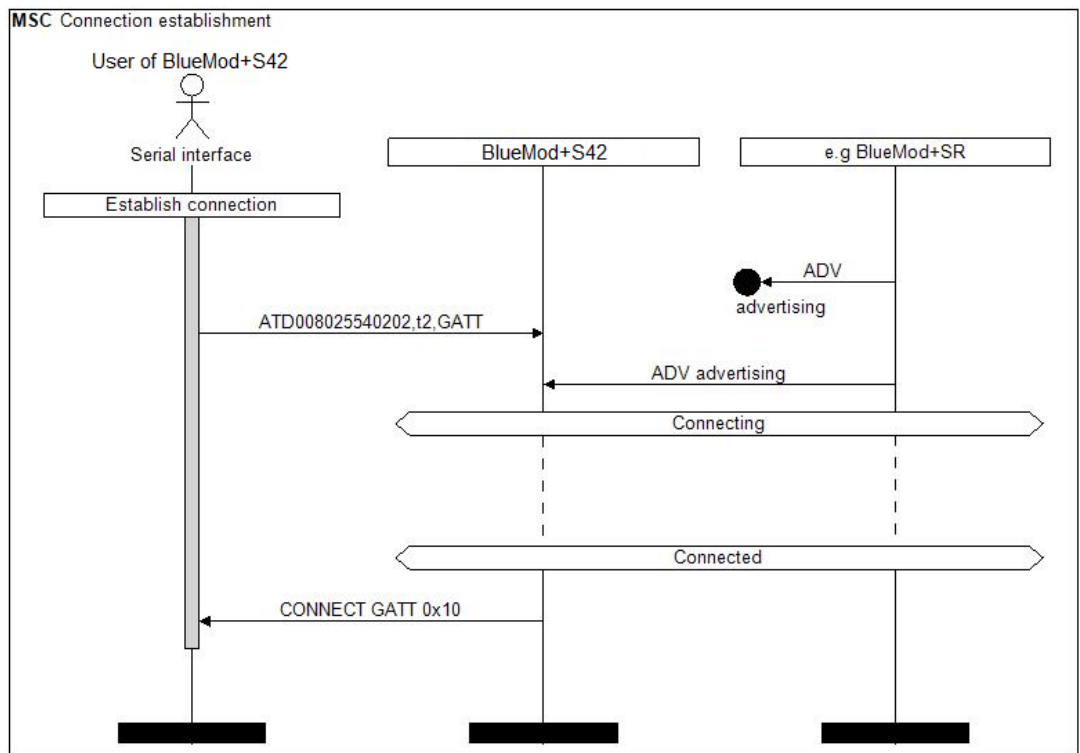 MSC Connection establishment
User of BlueMod+S42
Serial interface
BlueMod+S42
e.g BlueMod+SR
Establish connection
ADV
advertising
ATD008025540202,t2,GATT
ADV advertising
Connecting
Connected
CONNECT GATT 0x10